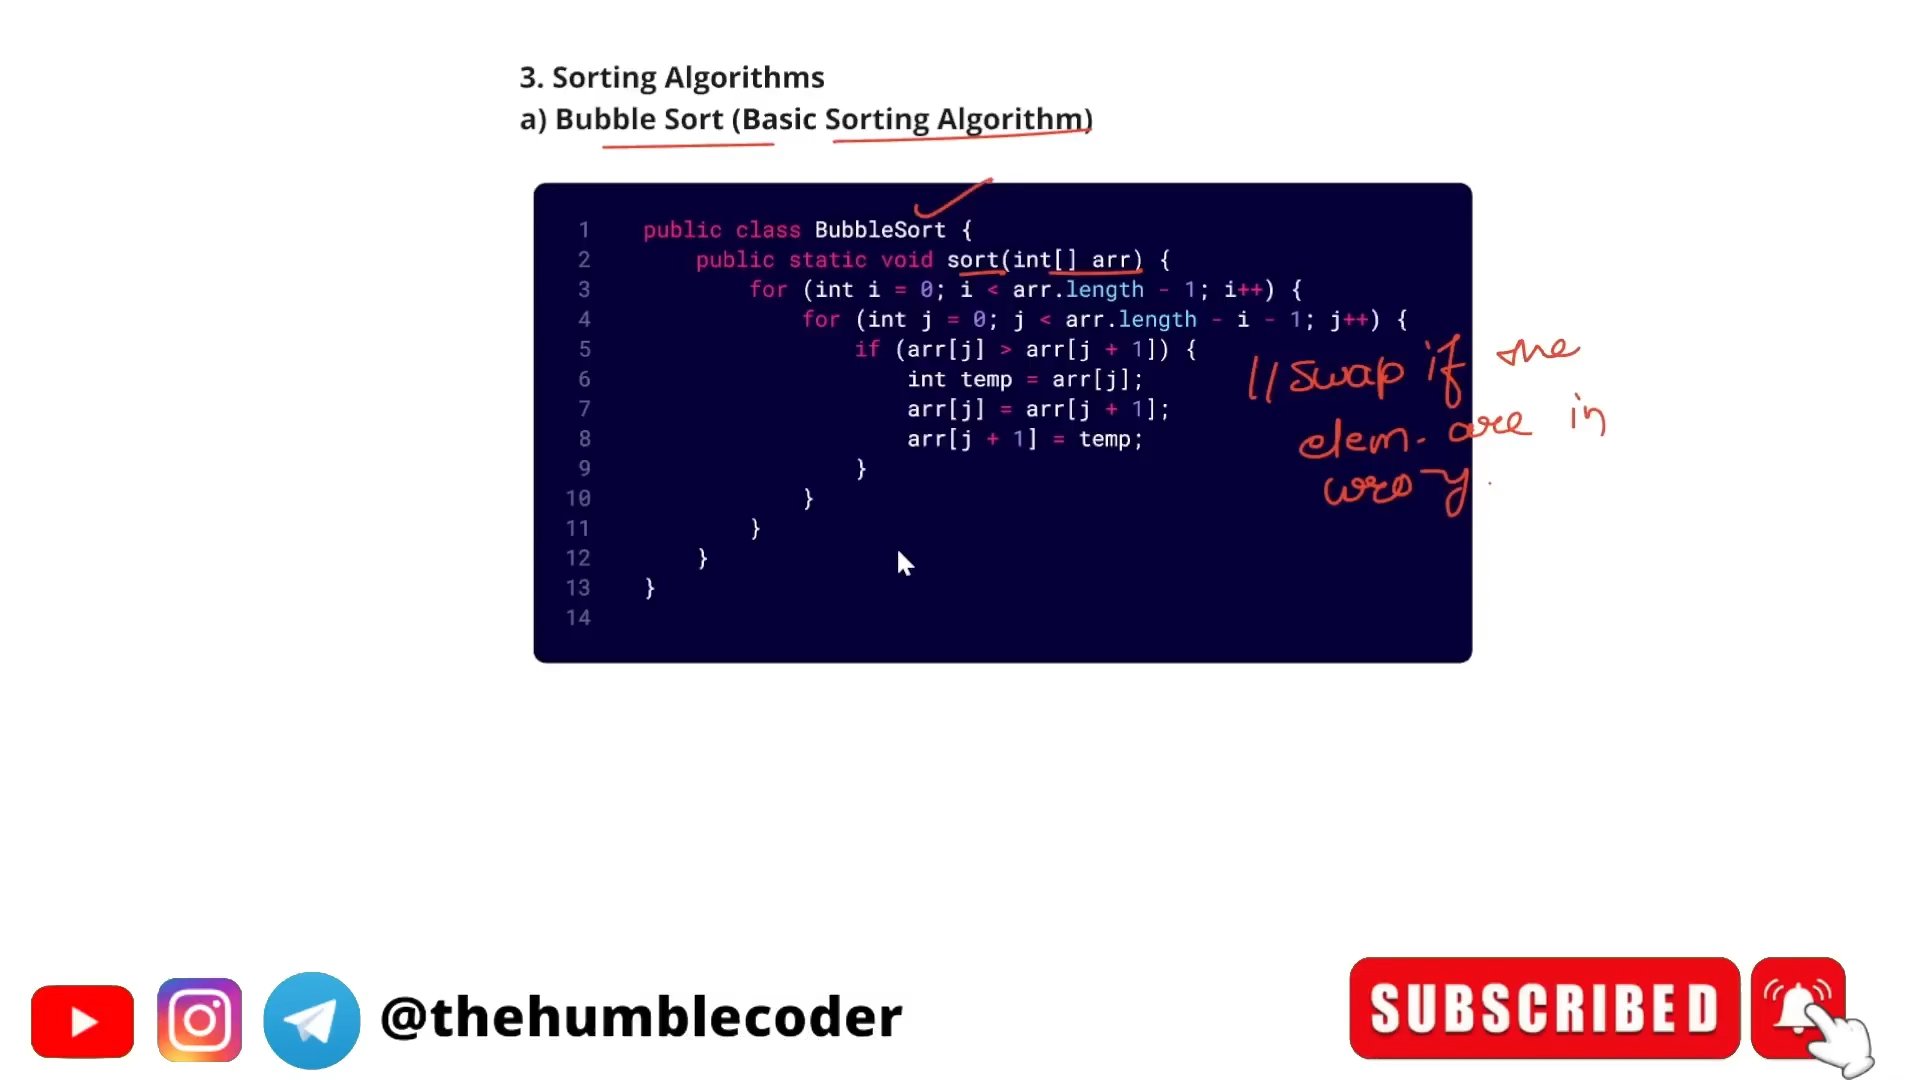 3. Sorting Algorithms
a) Bubble Sort (Basic Sorting Algorithm)
1 public class BubbleSort {
2 public static void sort(int[] arr) {
3 for (int i = 0; i < arr.length - 1; i++) {
4 for (int j = 0; j < arr.length - i - 1; j++) {
5 if (arr[j] > arr[j + 1]) {
6 int temp = arr[j];
7 arr[j] = arr[j + 1];
8 arr[j + 1] = temp;
9 }
10 }
11 }
12 }
13 }
14
//swap if the
elem. are in
wrong
@thehumblecoder
SUBSCRIBED